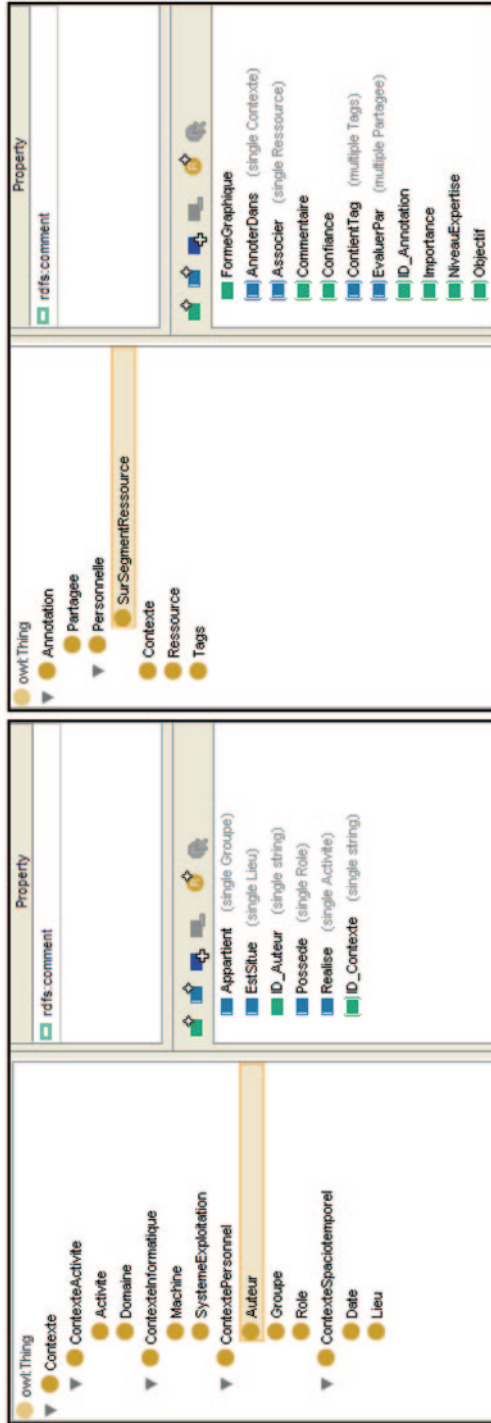 owl:Thing
Contexte
ContexteActivite
Activite
Domaine
ContexteInformatique
Machine
SystemeExploitation
ContextePersonnel
Auteur
Groupe
Role
ContexteSpaciotemporel
Date
Lieu
Property
rdfs:comment
Appartient (single Groupe)
EstSitue (single Lieu)
ID_Auteur (single string)
Possede (single Role)
Realise (single Activite)
ID_Contexte (single string)
owl:Thing
Annotation
Partagee
Personnelle
SurSegmentRessource
Contexte
Ressource
Tags
Property
rdfs:comment
FormeGraphique
AnnoterDans (single Contexte)
Associer (single Ressource)
Commentaire
Confiance
ContientTag (multiple Tags)
EvaluerPar (multiple Partagee)
ID_Annotation
Importance
NiveauExpertise
Objectif